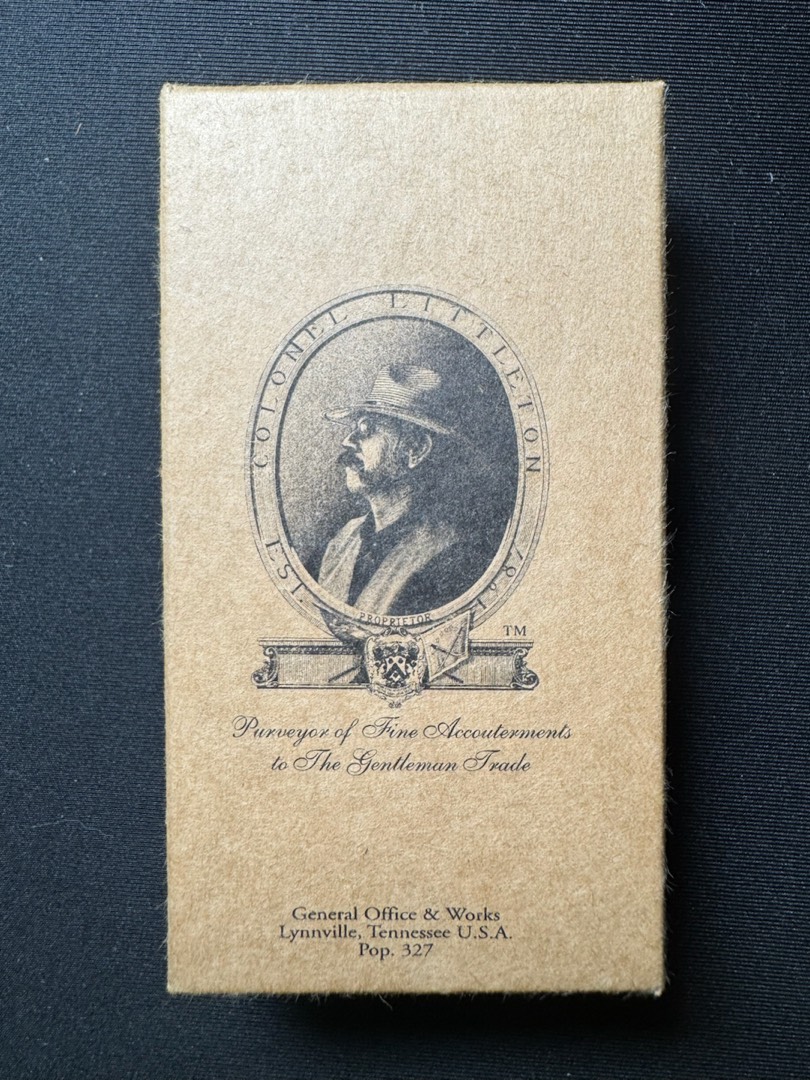 COLONEL LITTLETON
EST. 1987
PROPRIETOR
TM
Purveyor of Fine Accouterments
to The Gentleman Trade
General Office & Works
Lynnville, Tennessee U.S.A.
Pop. 327